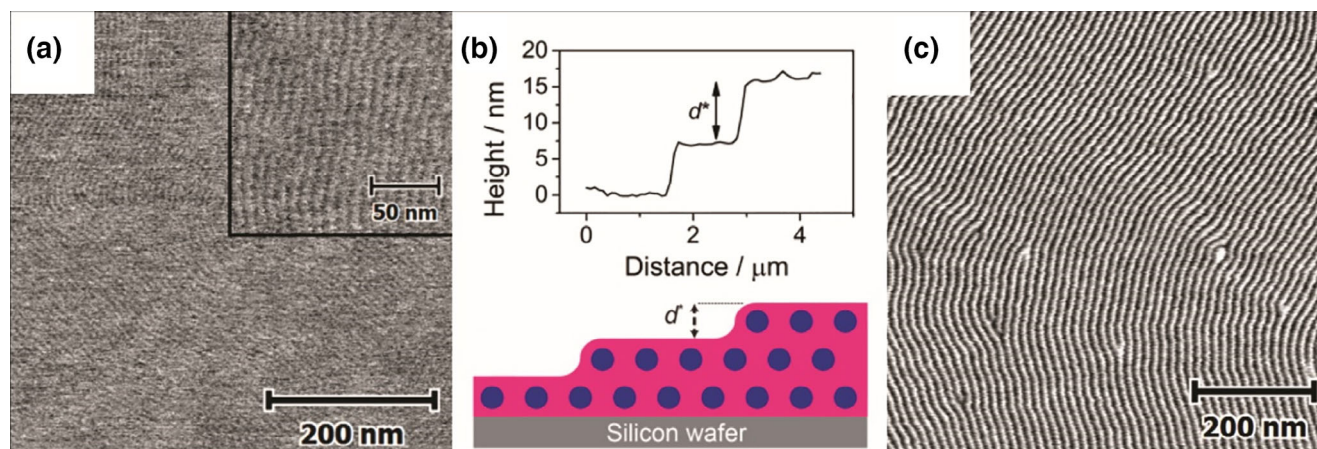 (a)
50 nm
200 nm
(b)
20
15
10
5
0
Height / nm
d*
0 2 4
Distance / μm
d*
Silicon wafer
(c)
200 nm